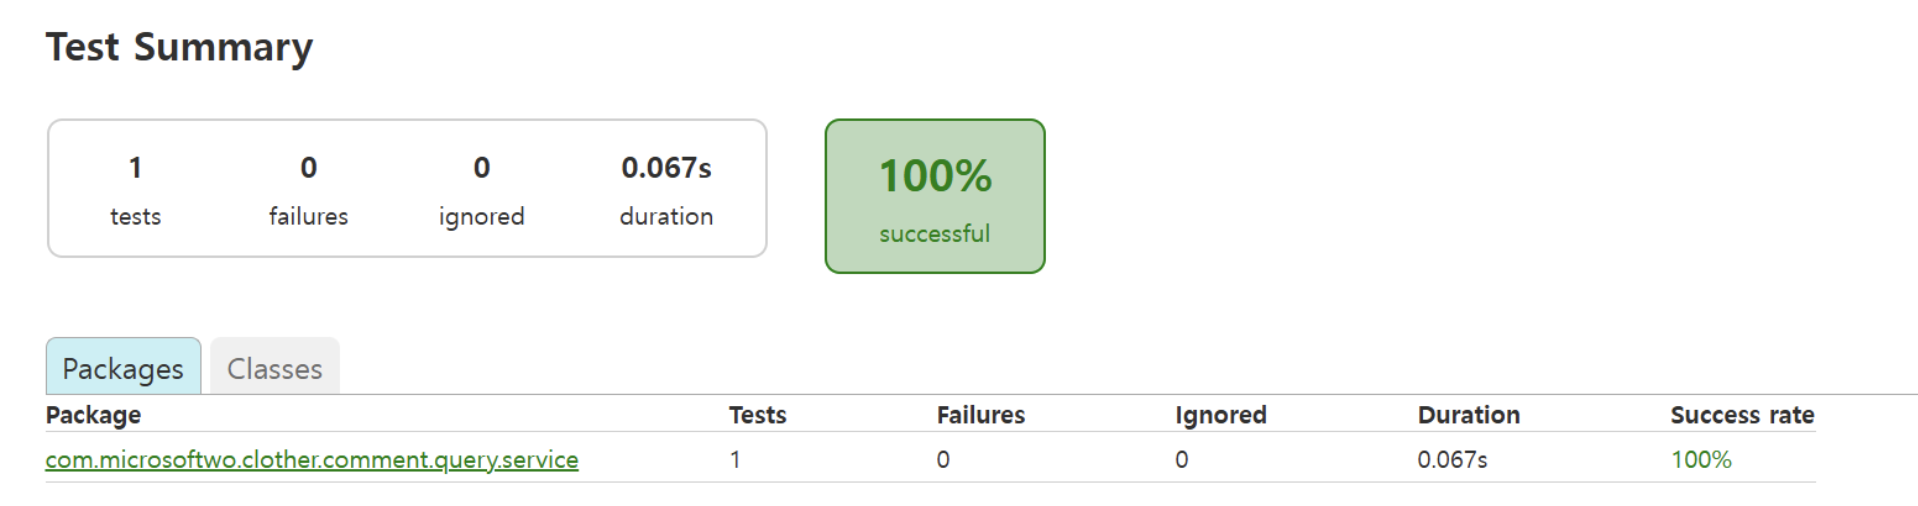 Test Summary
1 0 0 0.067s
tests failures ignored duration
100%
successful
Packages Classes
Package Tests Failures Ignored Duration Success rate
com.microsoftwo.clother.comment.query.service 1 0 0 0.067s 100%